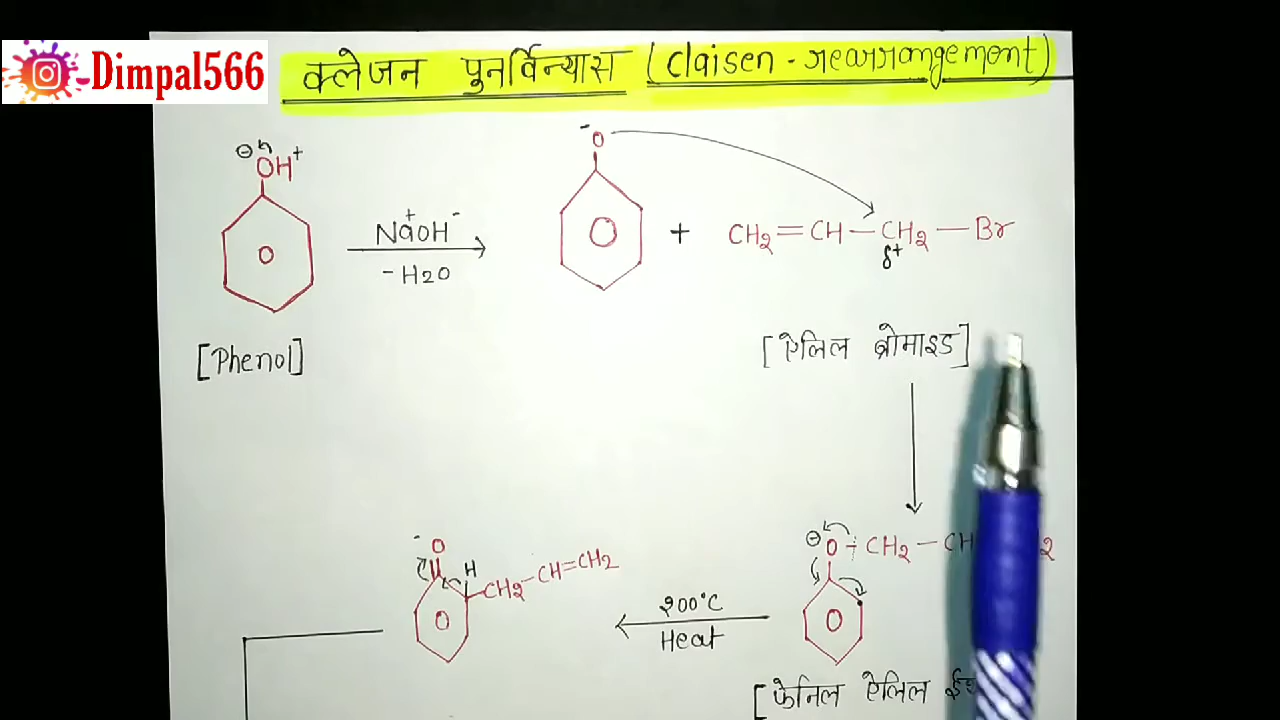 Dimpal566
क्लेजन पुनर्विन्यास (Claisen - rearrangement)
⊖ OH+
NaOH
+ -
-H2O
[Phenol]
- O
+
CH2=CH-CH2-Br
δ+
[ऐलिल ब्रोमाइड]
⊖ O-CH2-CH
2
200°C
Heat
[फेनिल ऐलिल
- O
H
CH2-CH=CH2